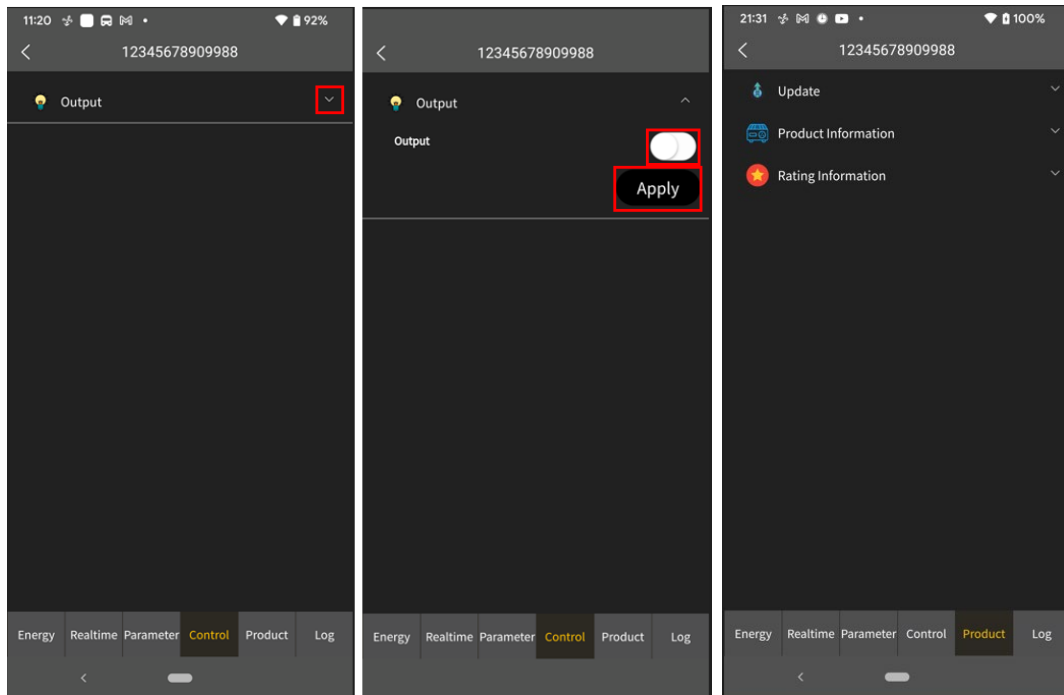 11:20
92%
12345678909988
Output
Energy Realtime Parameter Control Product Log
12345678909988
Output
Output
Apply
Energy Realtime Parameter Control Product Log
21:31
100%
12345678909988
Update
Product Information
Rating Information
Energy Realtime Parameter Control Product Log